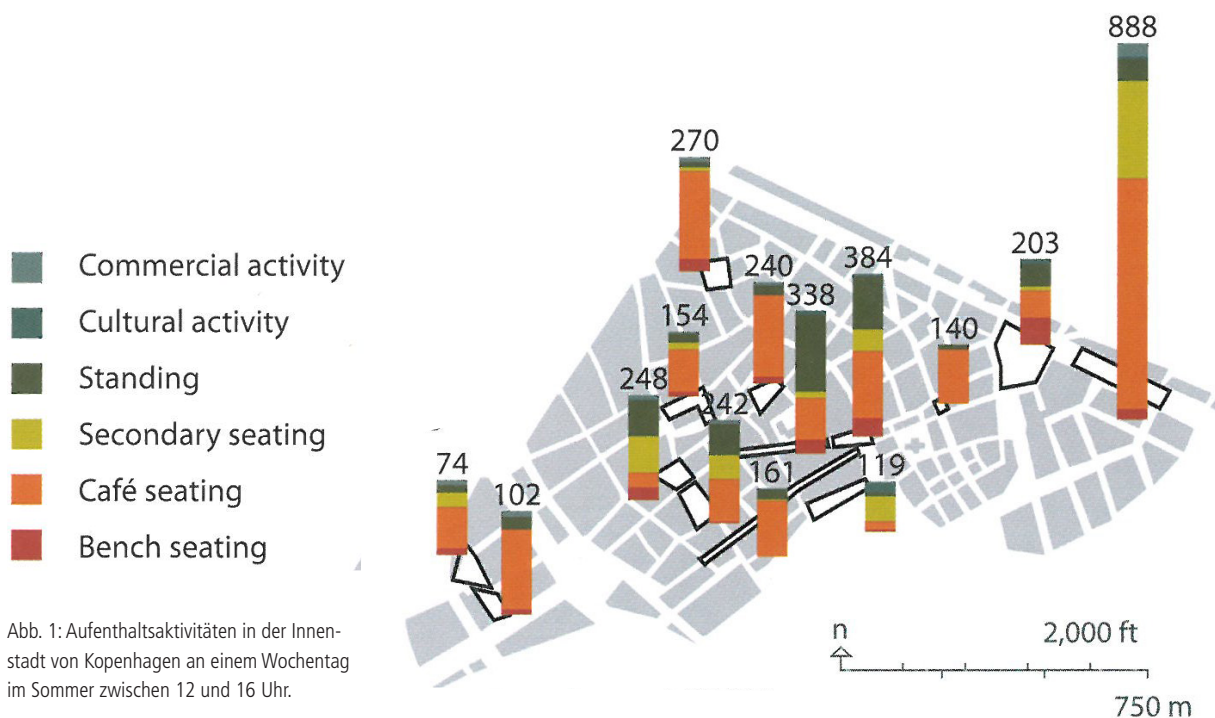 888
270
203
240
384
338
154
140
248
242
74
102
161
119
Commercial activity
Cultural activity
Standing
Secondary seating
Café seating
Bench seating
Abb. 1: Aufenthaltsaktivitäten in der Innen-
stadt von Kopenhagen an einem Wochentag
im Sommer zwischen 12 und 16 Uhr.
n
2,000 ft
750 m